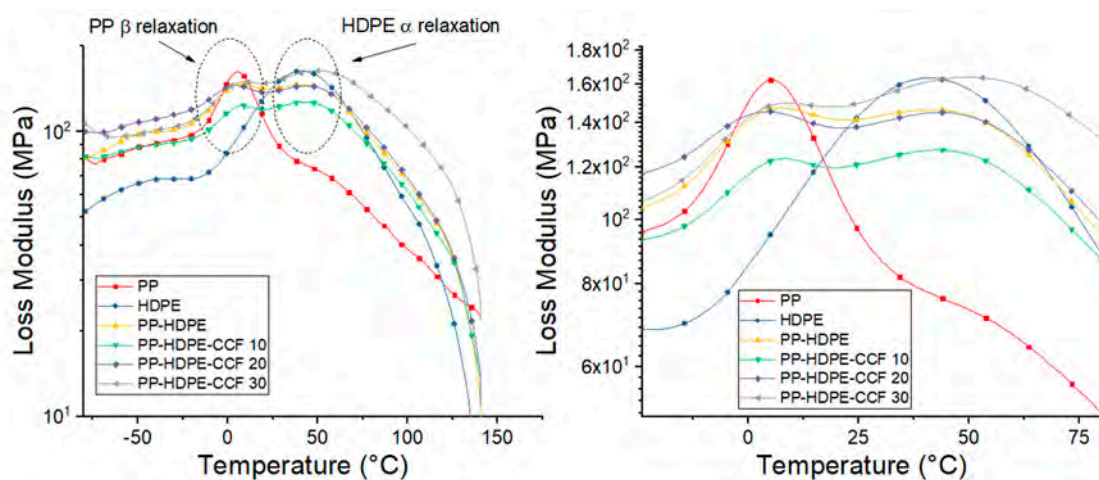 PP β relaxation
HDPE α relaxation
Loss Modulus (MPa)
10²
10¹
PP
HDPE
PP-HDPE
PP-HDPE-CCF 10
PP-HDPE-CCF 20
PP-HDPE-CCF 30
-50
0
50
100
150
Temperature (°C)
Loss Modulus (MPa)
1.8x10²
1.6x10²
1.4x10²
1.2x10²
10²
8x10¹
6x10¹
PP
HDPE
PP-HDPE
PP-HDPE-CCF 10
PP-HDPE-CCF 20
PP-HDPE-CCF 30
0
25
50
75
Temperature (°C)